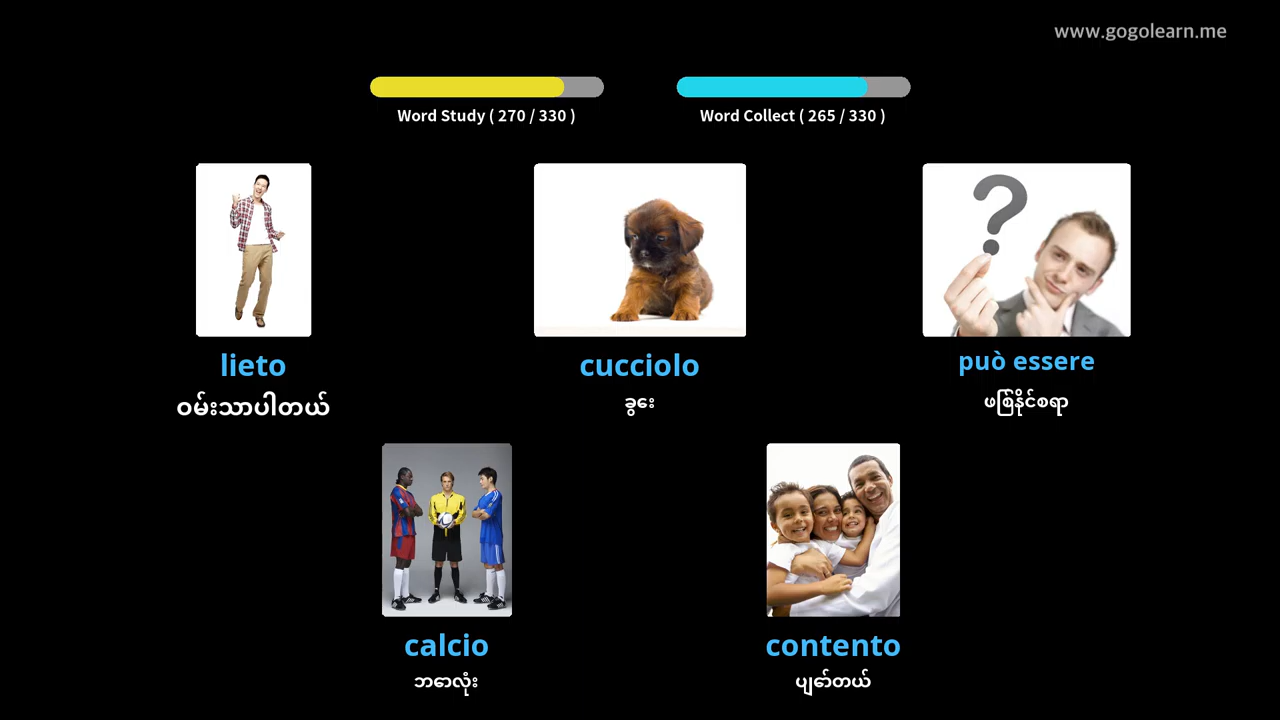 www.gogolearn.me
Word Study ( 270 / 330 )
Word Collect ( 265 / 330 )
lieto
ဝမ်းသာပါတယ်
cucciolo
ခွေး
può essere
ဖြစ်နိုင်စရာ
calcio
ဘောလုံး
contento
ပျော်တယ်